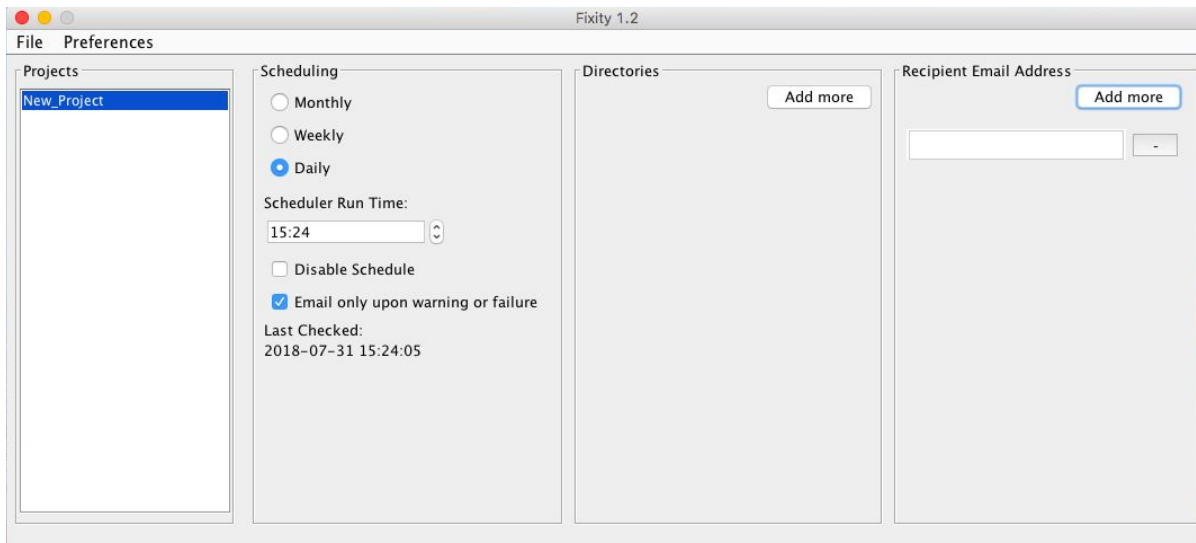 Fixity 1.2
File Preferences
Projects
New_Project
Scheduling
Monthly
Weekly
Daily
Scheduler Run Time:
15:24
Disable Schedule
Email only upon warning or failure
Last Checked:
2018-07-31 15:24:05
Directories
Add more
Recipient Email Address
Add more
-